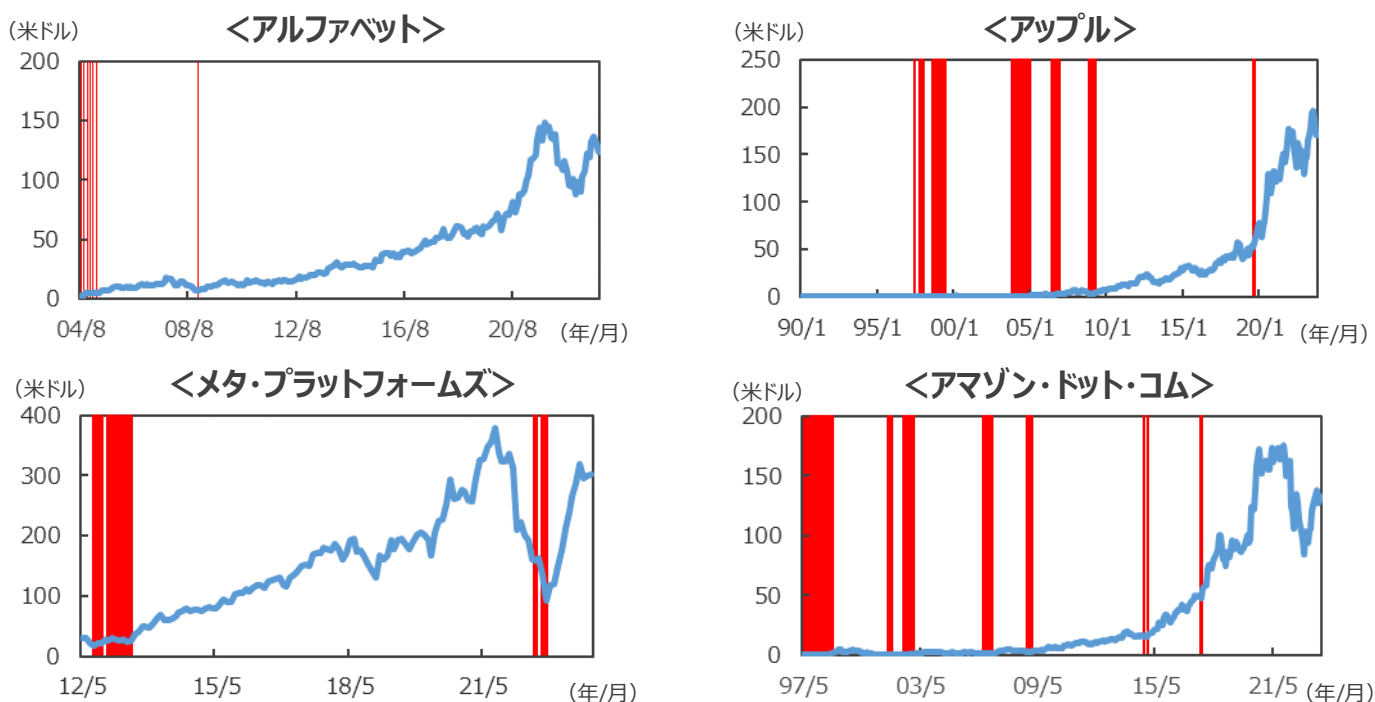 <アルファベット>
（米ドル）
200
150
100
50
0
04/8 08/8 12/8 16/8 20/8 （年/月）
<アップル>
（米ドル）
250
200
150
100
50
0
90/1 95/1 00/1 05/1 10/1 15/1 20/1 （年/月）
<メタ・プラットフォームズ>
（米ドル）
400
300
200
100
0
12/5 15/5 18/5 21/5 （年/月）
<アマゾン・ドット・コム>
（米ドル）
200
150
100
50
0
97/5 03/5 09/5 15/5 21/5 （年/月）